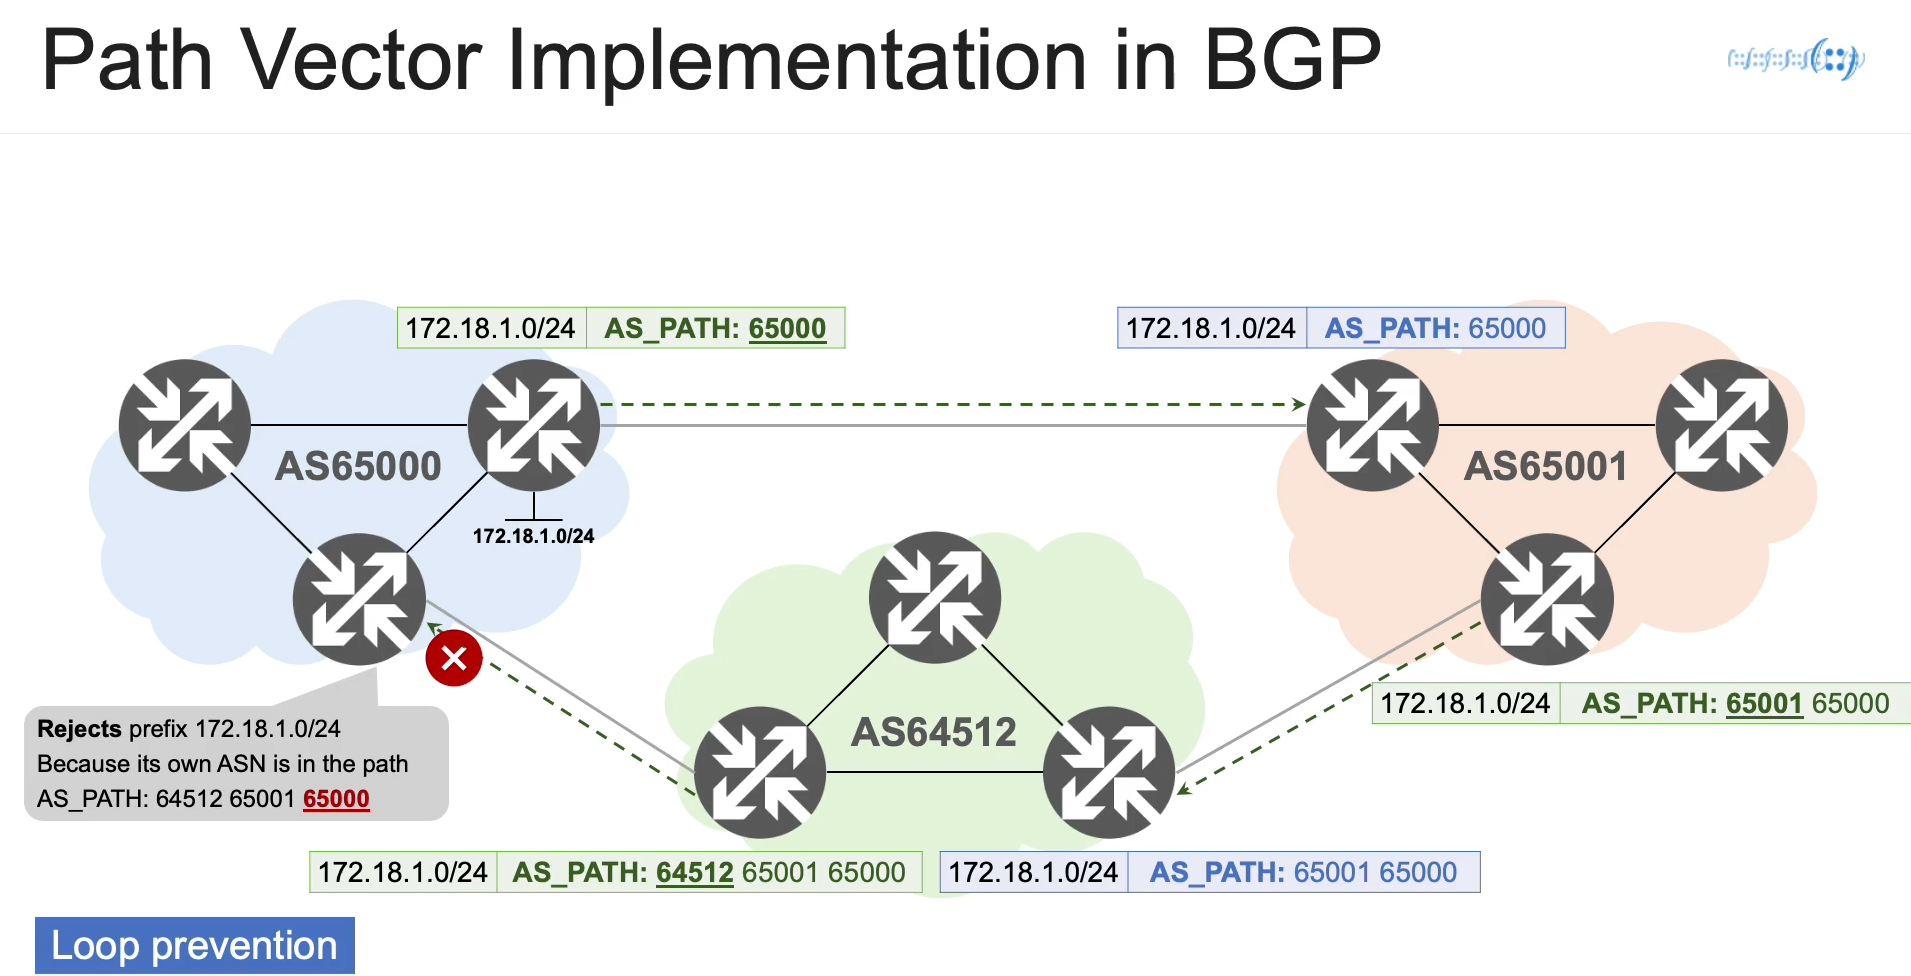 Path Vector Implementation in BGP
172.18.1.0/24 AS_PATH: 65000
172.18.1.0/24 AS_PATH: 65000
AS65000
AS65001
172.18.1.0/24
172.18.1.0/24 AS_PATH: 65001 65000
Rejects prefix 172.18.1.0/24
Because its own ASN is in the path
AS_PATH: 64512 65001 65000
AS64512
172.18.1.0/24 AS_PATH: 64512 65001 65000
172.18.1.0/24 AS_PATH: 65001 65000
Loop prevention